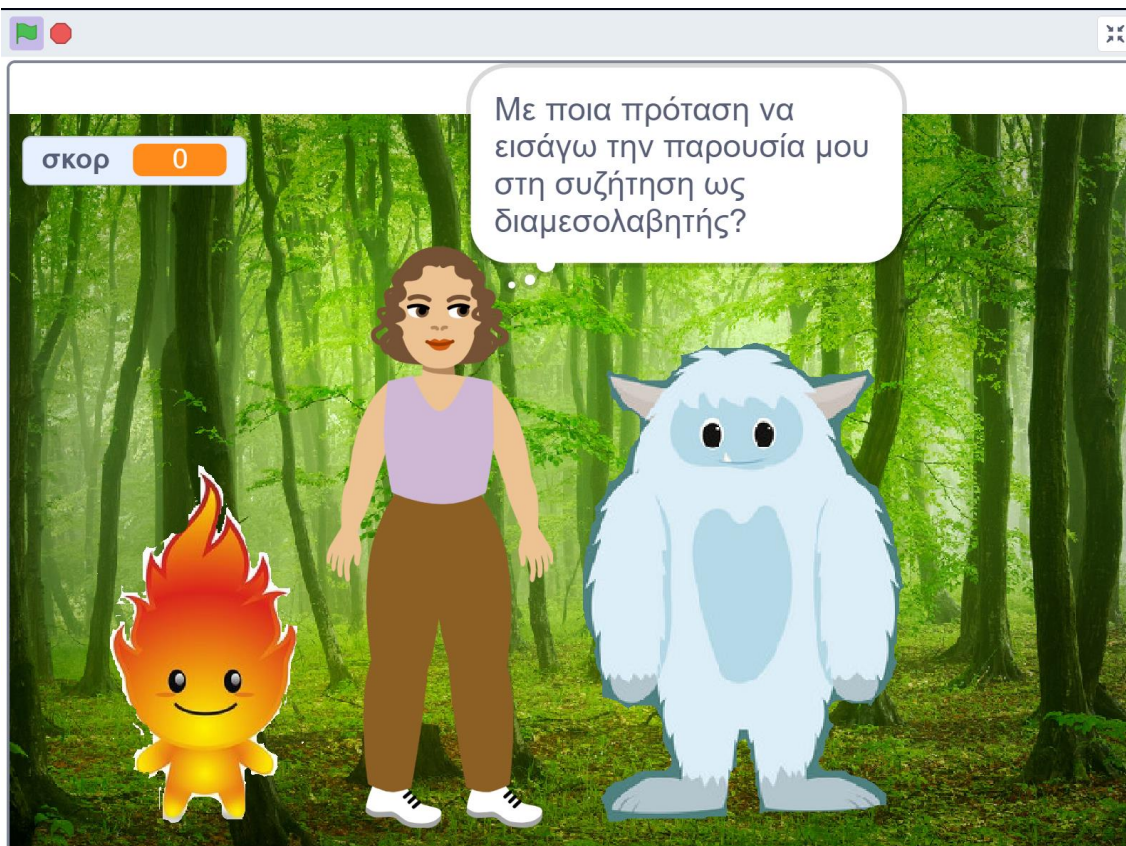 σκορ 0
Με ποια πρόταση να
εισάγω την παρουσία μου
στη συζήτηση ως
διαμεσολαβητής?